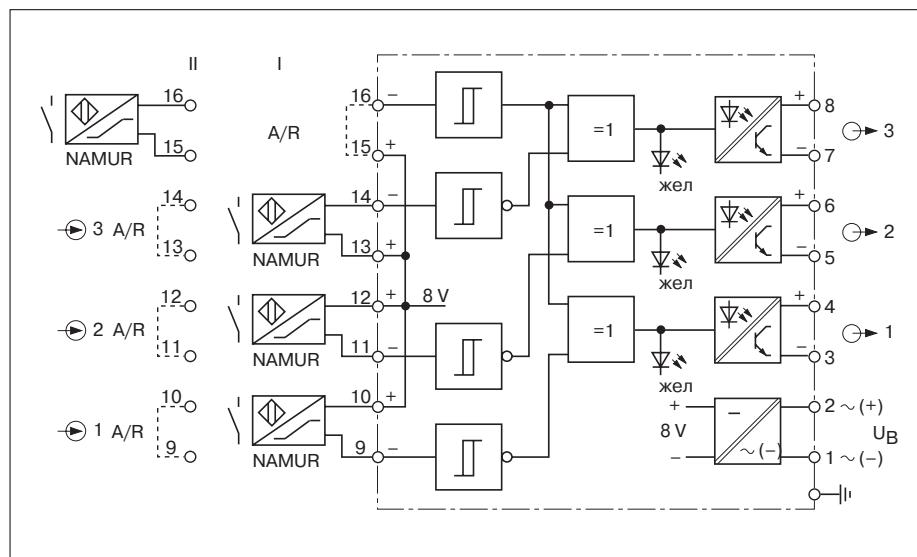 II I
16 16 − + 8
A/R =1 3
15 15 + − 7
NAMUR жел
14 14 − + 6
3 A/R =1 2
13 13 + − 5
NAMUR жел
12 12 + 8 V + 4
2 A/R =1 1
11 11 − − 3
NAMUR жел
10 10 + + − 2 ~ (+)
1 A/R 8 V U_B
9 9 − − ~ (−) 1 ~ (−)
NAMUR